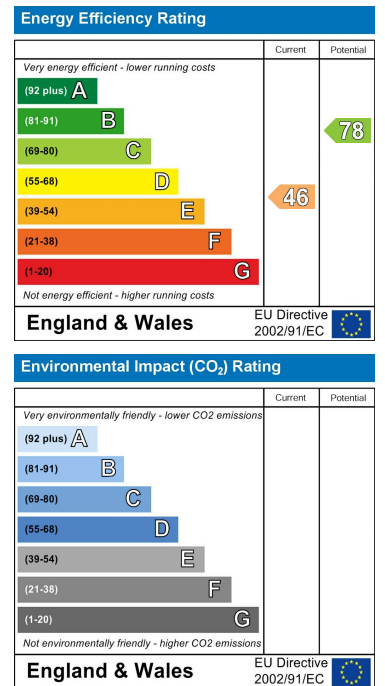 Energy Efficiency Rating
Current Potential
Very energy efficient - lower running costs
(92 plus) A
(81-91) B
78
(69-80) C
(55-68) D
46
(39-54) E
(21-38) F
(1-20) G
Not energy efficient - higher running costs
England & Wales
EU Directive
2002/91/EC
Environmental Impact (CO₂) Rating
Current Potential
Very environmentally friendly - lower CO2 emissions
(92 plus) A
(81-91) B
(69-80) C
(55-68) D
(39-54) E
(21-38) F
(1-20) G
Not environmentally friendly - higher CO2 emissions
England & Wales
EU Directive
2002/91/EC